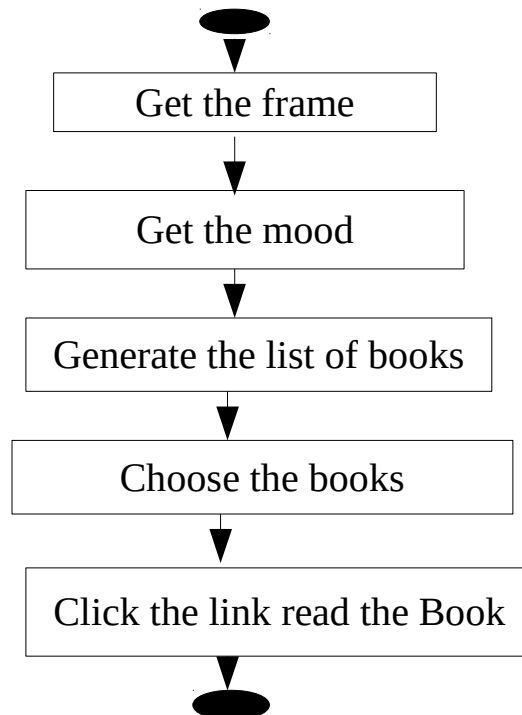 Get the frame
Get the mood
Generate the list of books
Choose the books
Click the link read the Book